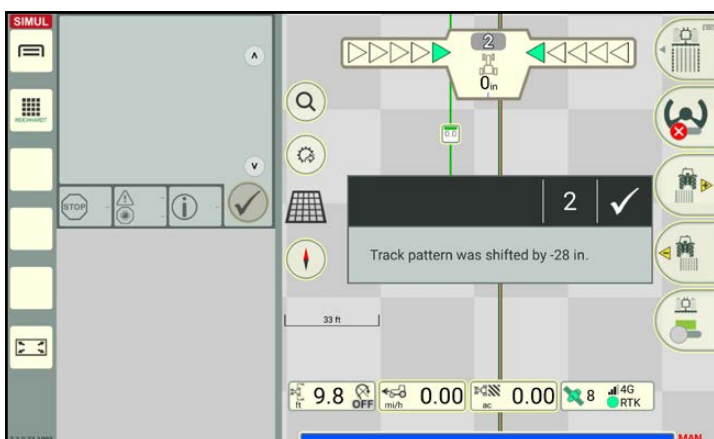 SIMUL
2
0in
REICHHARDT
STOP
2
Track pattern was shifted by -28 in.
33 ft
ft 9.8 OFF
mi/h 0.00
ac 0.00
8 4G
RTK
MAN